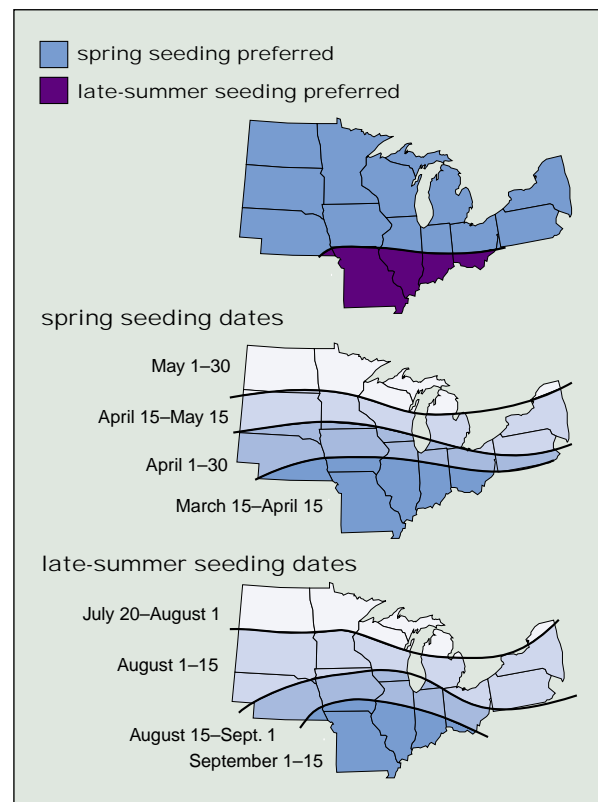 spring seeding preferred
late-summer seeding preferred
spring seeding dates
May 1–30
April 15–May 15
April 1–30
March 15–April 15
late-summer seeding dates
July 20–August 1
August 1–15
August 15–Sept. 1
September 1–15